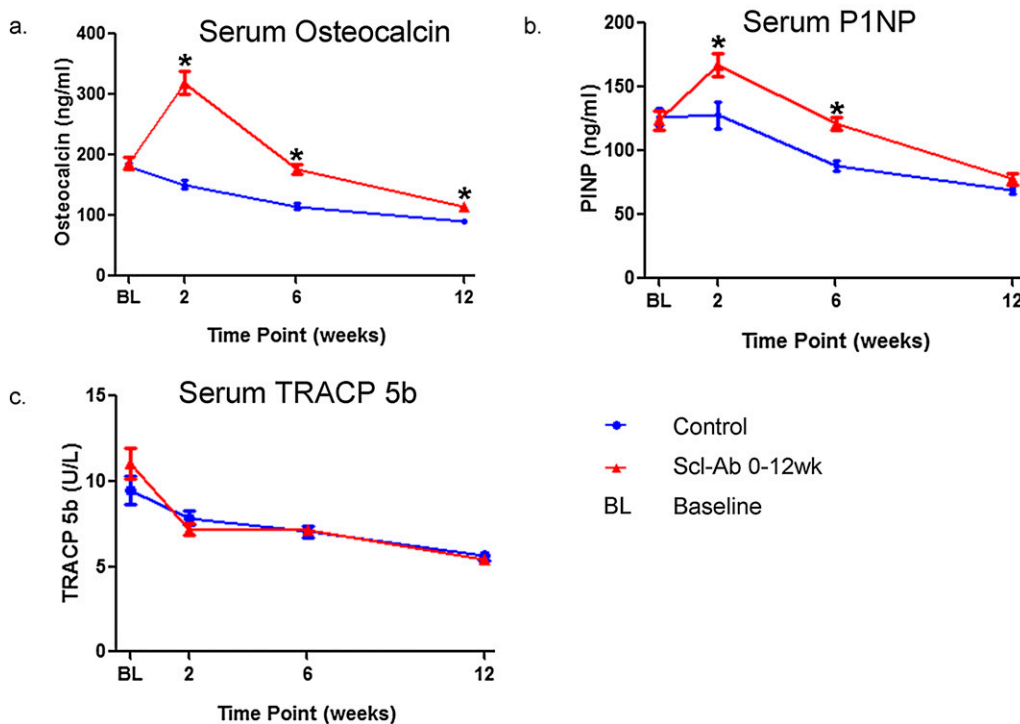 a.
Serum Osteocalcin
Osteocalcin (ng/ml)
400
300
200
100
0
*
*
*
BL
2
6
12
Time Point (weeks)
b.
Serum P1NP
PINP (ng/ml)
200
150
100
50
0
*
*
BL
2
6
12
Time Point (weeks)
c.
Serum TRACP 5b
TRACP 5b (U/L)
15
10
5
0
BL
2
6
12
Time Point (weeks)
Control
Scl-Ab 0-12wk
BL Baseline